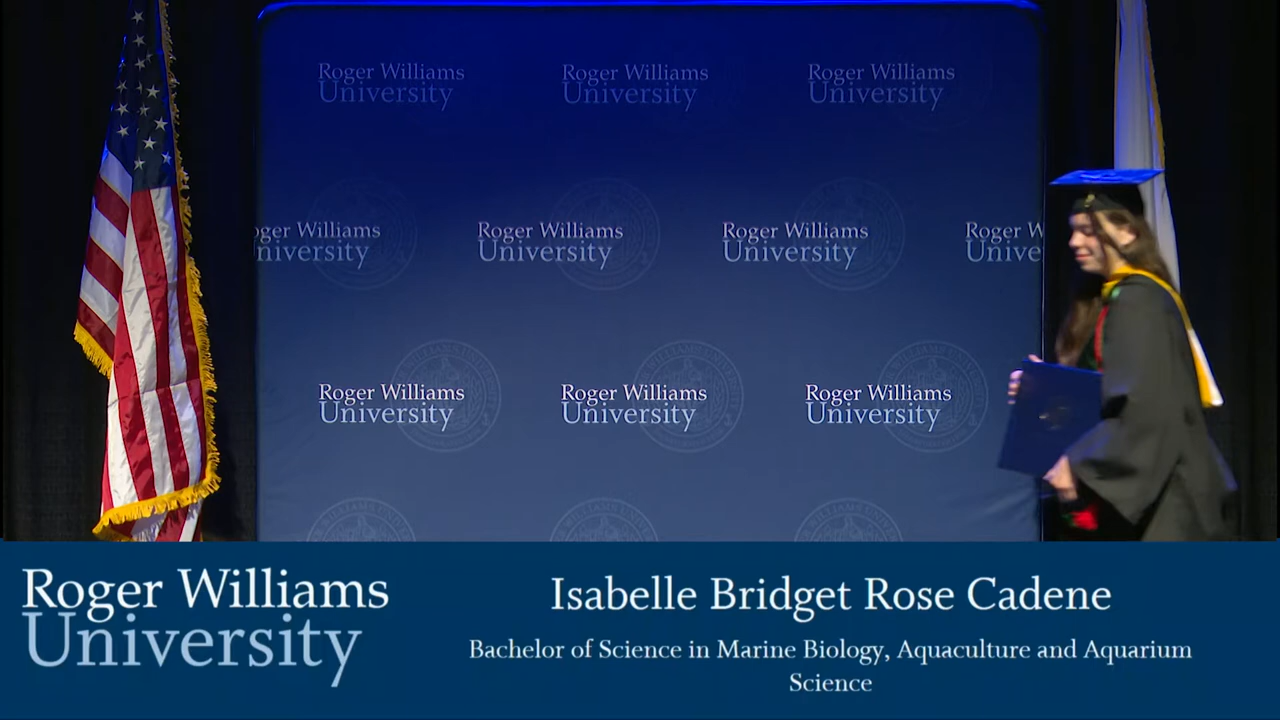 Roger Williams Roger Williams Roger Williams
University University University
oger Williams Roger Williams Roger Williams Roger W
niversity University University Unive
Roger Williams Roger Williams Roger Williams
University University University
Roger Williams
University
Isabelle Bridget Rose Cadene
Bachelor of Science in Marine Biology, Aquaculture and Aquarium
Science